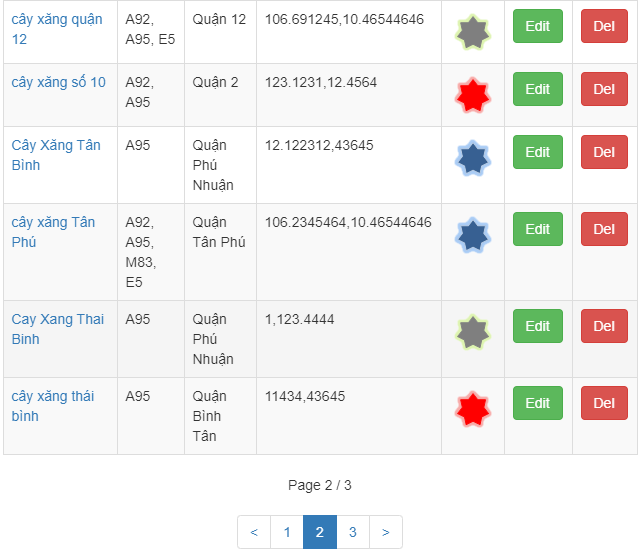 cây xăng quận A92, Quận 12 106.691245,10.46544646 Edit Del
12 A95, E5
cây xăng số 10 A92, Quận 2 123.1231,12.4564 Edit Del
A95
Cây Xăng Tân A95 Quận 12.122312,43645 Edit Del
Bình Phú
Nhuận
cây xăng Tân A92, Quận 106.2345464,10.46544646 Edit Del
Phú A95, Tân Phú
M83,
E5
Cay Xang Thai A95 Quận 1,123.4444 Edit Del
Binh Phú
Nhuận
cây xăng thái A95 Quận 11434,43645 Edit Del
bình Bình
Tân
Page 2 / 3
< 1 2 3 >